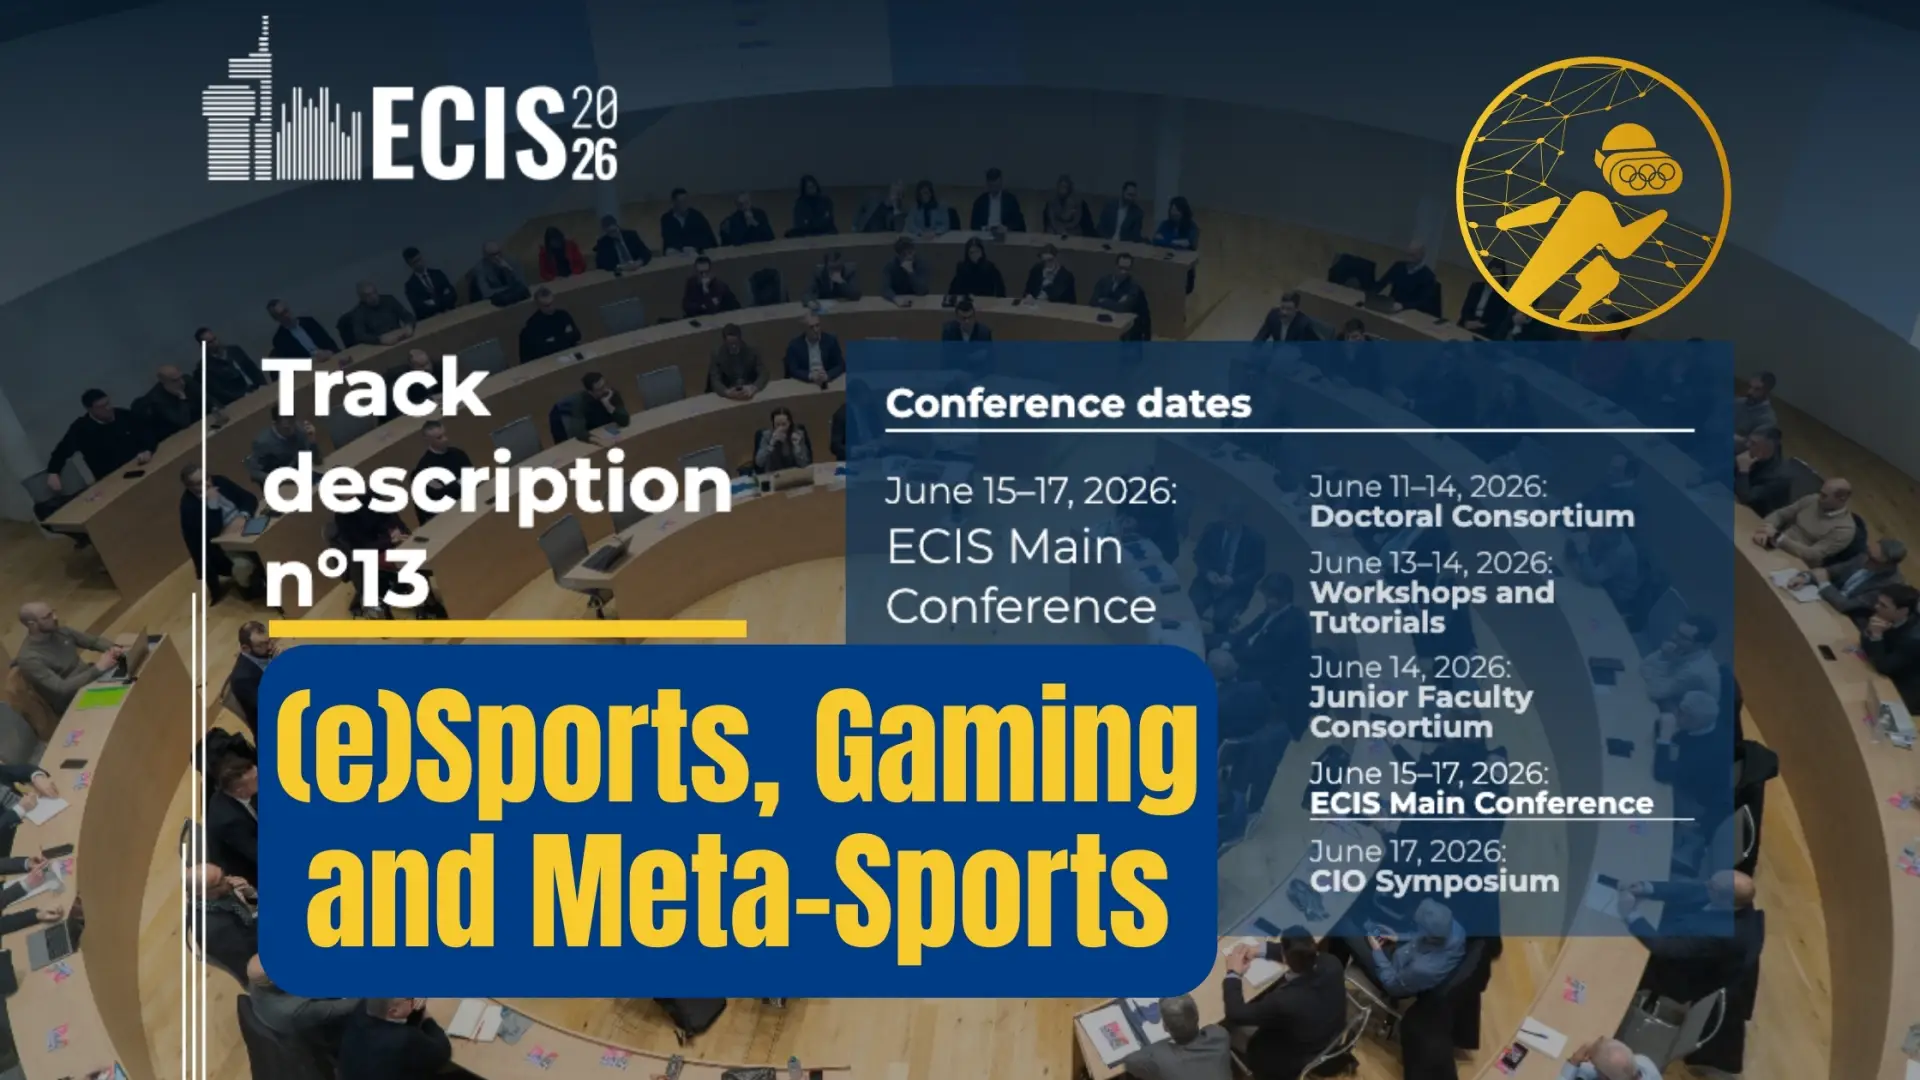 ECIS 20
26
Track
description
n°13
(e)Sports, Gaming
and Meta-Sports
Conference dates
June 15–17, 2026:
ECIS Main
Conference
June 11–14, 2026:
Doctoral Consortium
June 13–14, 2026:
Workshops and
Tutorials
June 14, 2026:
Junior Faculty
Consortium
June 15–17, 2026:
ECIS Main Conference
June 17, 2026:
CIO Symposium